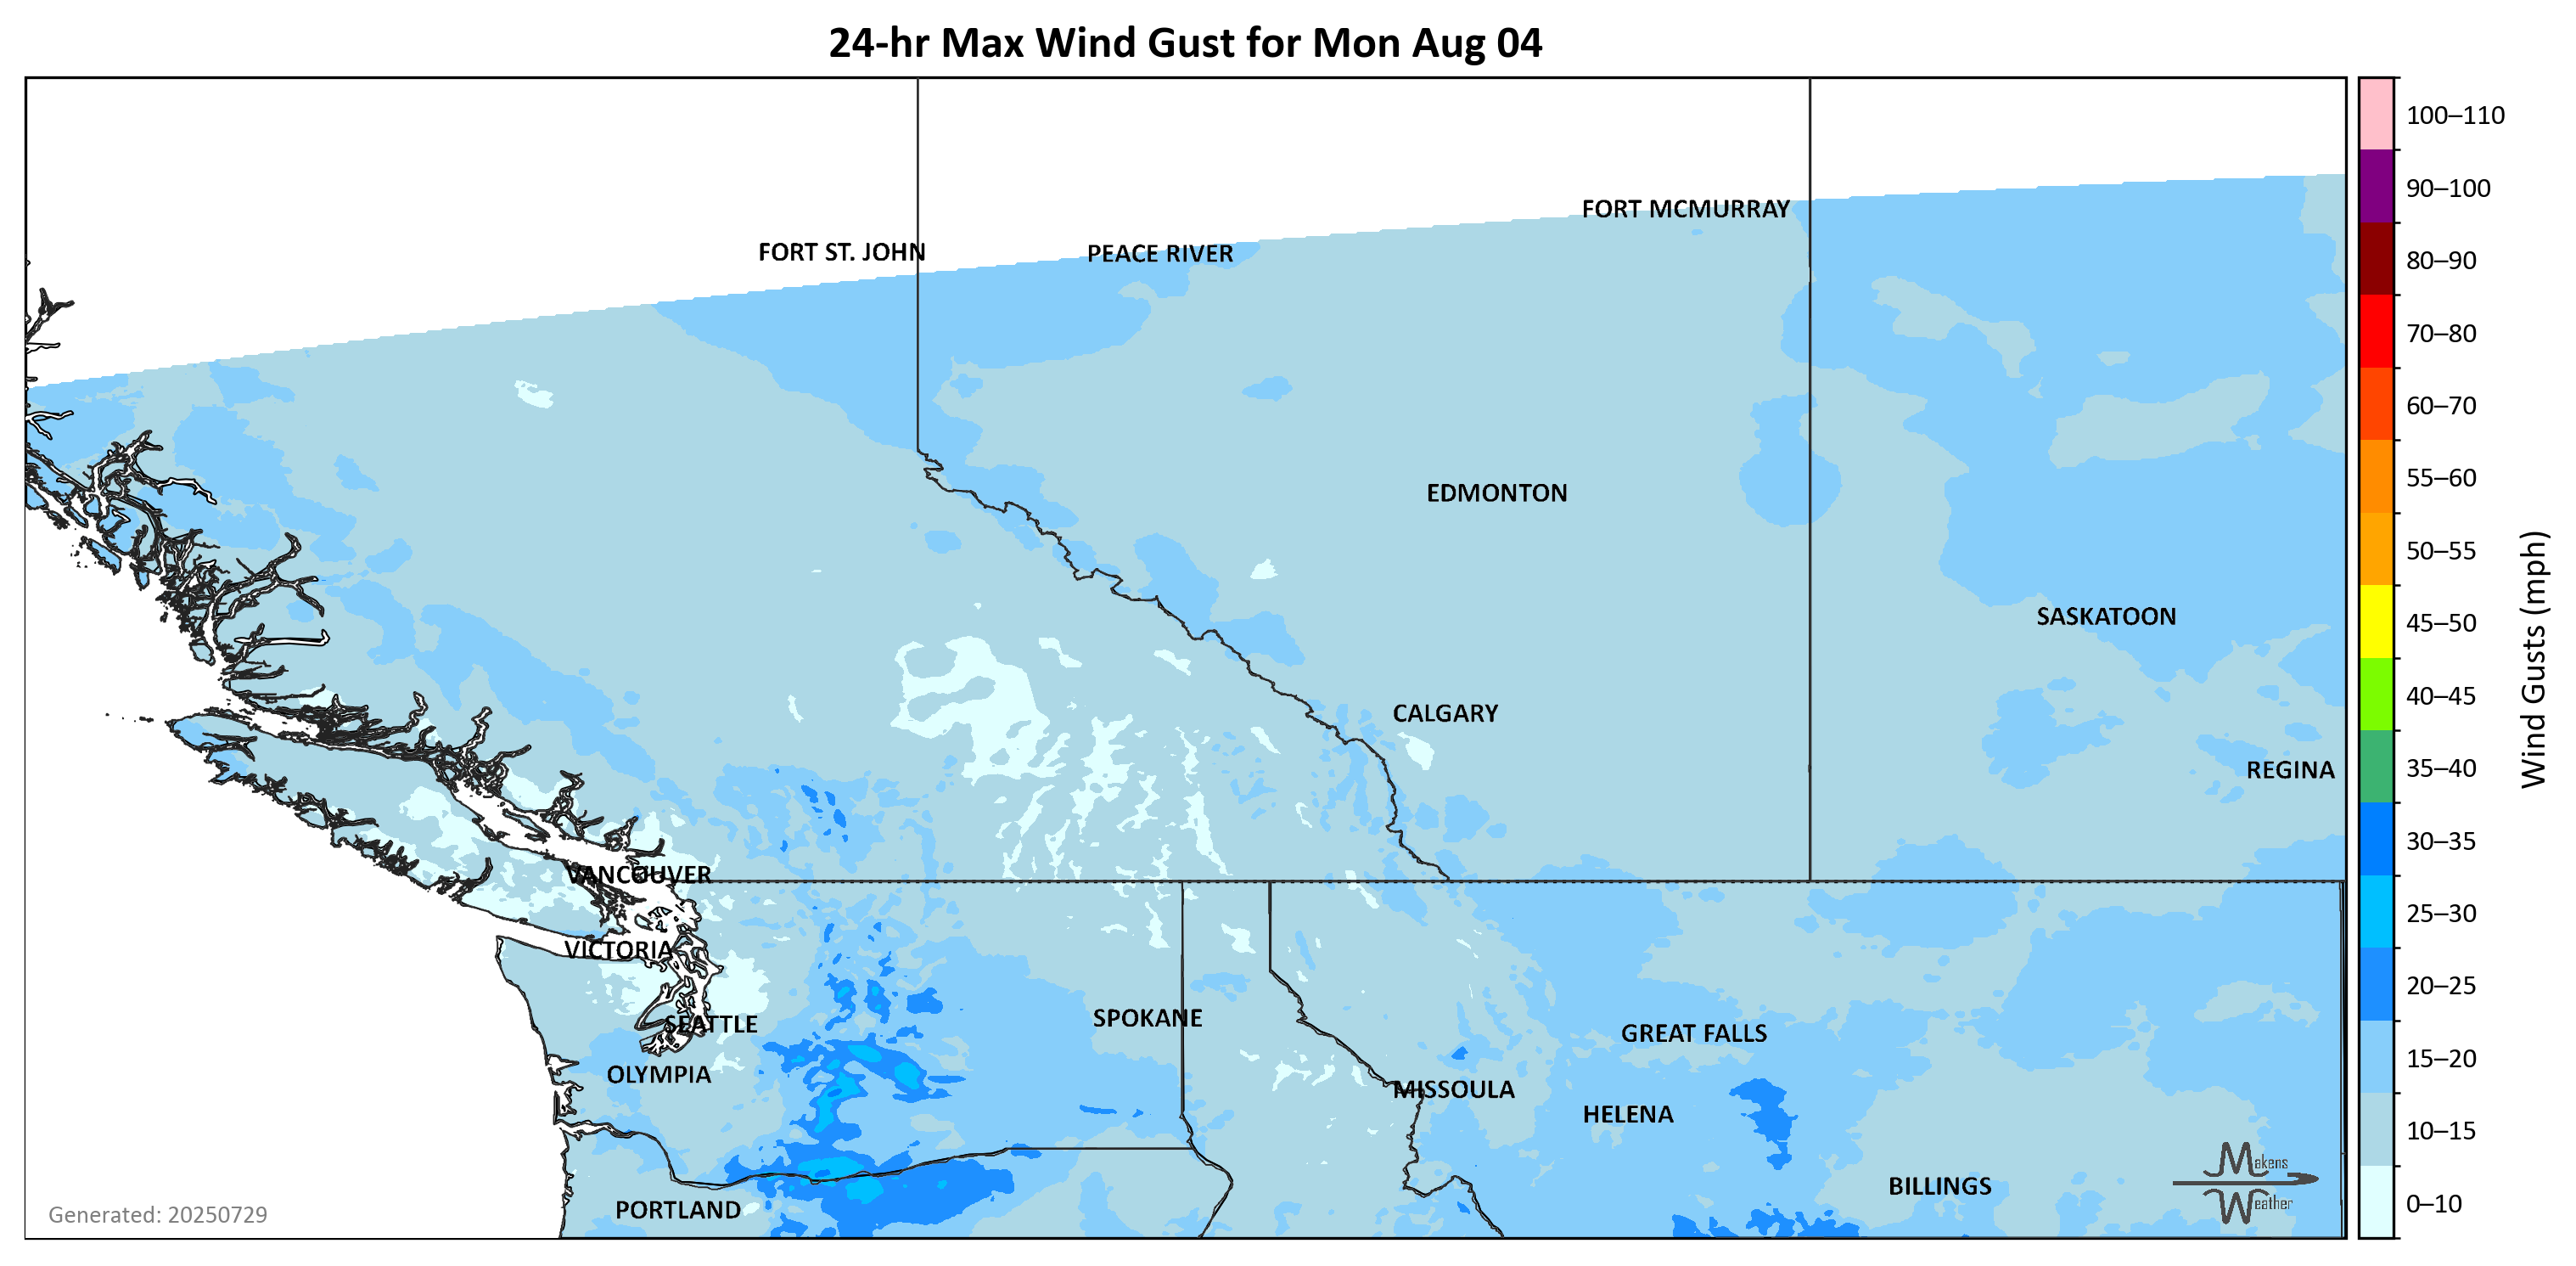 24-hr Max Wind Gust for Mon Aug 04
FORT MCMURRAY
FORT ST. JOHN
PEACE RIVER
EDMONTON
SASKATOON
CALGARY
REGINA
VANCOUVER
VICTORIA
SPOKANE
SEATTLE
GREAT FALLS
OLYMPIA
MISSOULA
HELENA
BILLINGS
PORTLAND
Makens
Weather
Generated: 20250729
100–110
90–100
80–90
70–80
60–70
55–60
50–55
45–50
40–45
35–40
30–35
25–30
20–25
15–20
10–15
0–10
Wind Gusts (mph)